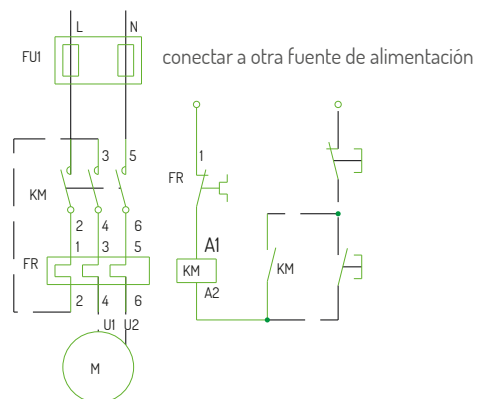 L N
FU1
conectar a otra fuente de alimentación
3 5
1
FR
KM
2 4 6
A1
1 3 5
FR
KM
KM
A2
2 4 6
U1 U2
M